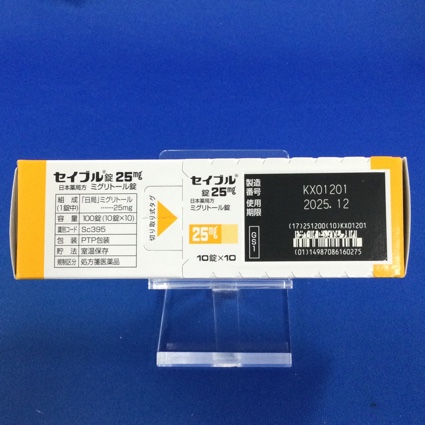 セイブル®錠25mg
日本薬局方 ミグリトール錠
組成(1錠中) 「日局」ミグリトール……25mg
容量 100錠(10錠×10)
薬剤コード Sc395
包装 PTP包装
貯法 室温保存
規制区分 処方箋医薬品
切り取り式タグ
セイブル®錠25mg
日本薬局方
ミグリトール錠
25mg
10錠×10
製造番号 KX01201
使用期限 2025.12
GS1
(17)251200(10)KX01201
(01)14987086160275